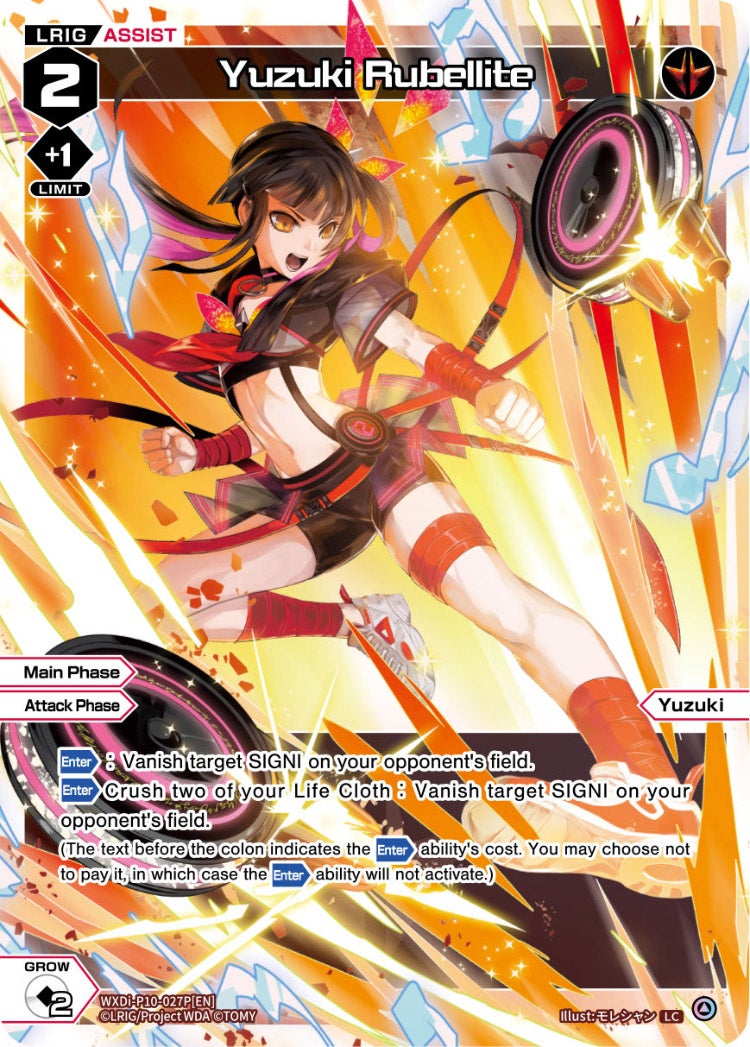 LRIG ASSIST
2
Yuzuki Rubellite
+1
LIMIT
Main Phase
Attack Phase
Yuzuki
Enter : Vanish target SIGNI on your opponent's field.
Enter Crush two of your Life Cloth : Vanish target SIGNI on your
opponent's field.
(The text before the colon indicates the Enter ability's cost. You may choose not
to pay it, in which case the Enter ability will not activate.)
GROW
2
WXDi-P10-027P[EN]
©LRIG/Project WDA ©TOMY
Illust:モレシャン LC